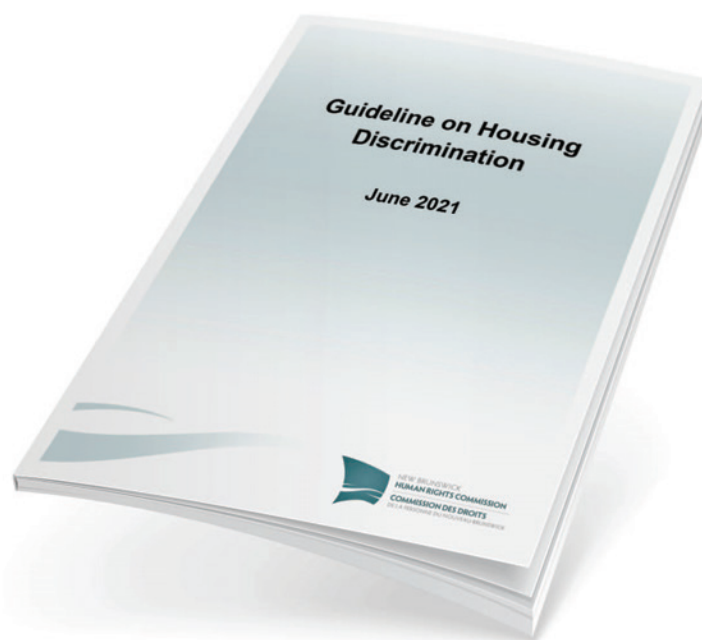 Guideline on Housing
Discrimination
June 2021
NEW BRUNSWICK
HUMAN RIGHTS COMMISSION
COMMISSION DES DROITS
DE LA PERSONNE DU NOUVEAU-BRUNSWICK